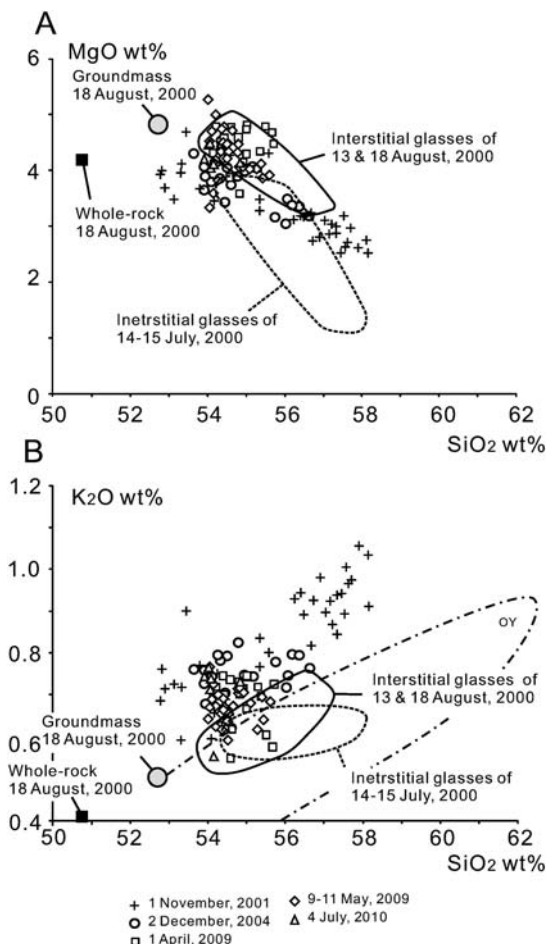 A
MgO wt%
6
Groundmass
18 August, 2000
Interstitial glasses of
13 & 18 August, 2000
4
Whole-rock
18 August, 2000
2
Inetrstitial glasses of
14-15 July, 2000
0
50 52 54 56 58 60 62
SiO2 wt%
B
K2O wt%
1.2
1.0
0.8
OY
Interstitial glasses of
13 & 18 August, 2000
Groundmass
18 August, 2000
0.6
Whole-rock
18 August, 2000
Inetrstitial glasses of
14-15 July, 2000
0.4
50 52 54 56 58 60 62
SiO2 wt%
1 November, 2001
9-11 May, 2009
2 December, 2004
4 July, 2010
1 April, 2009